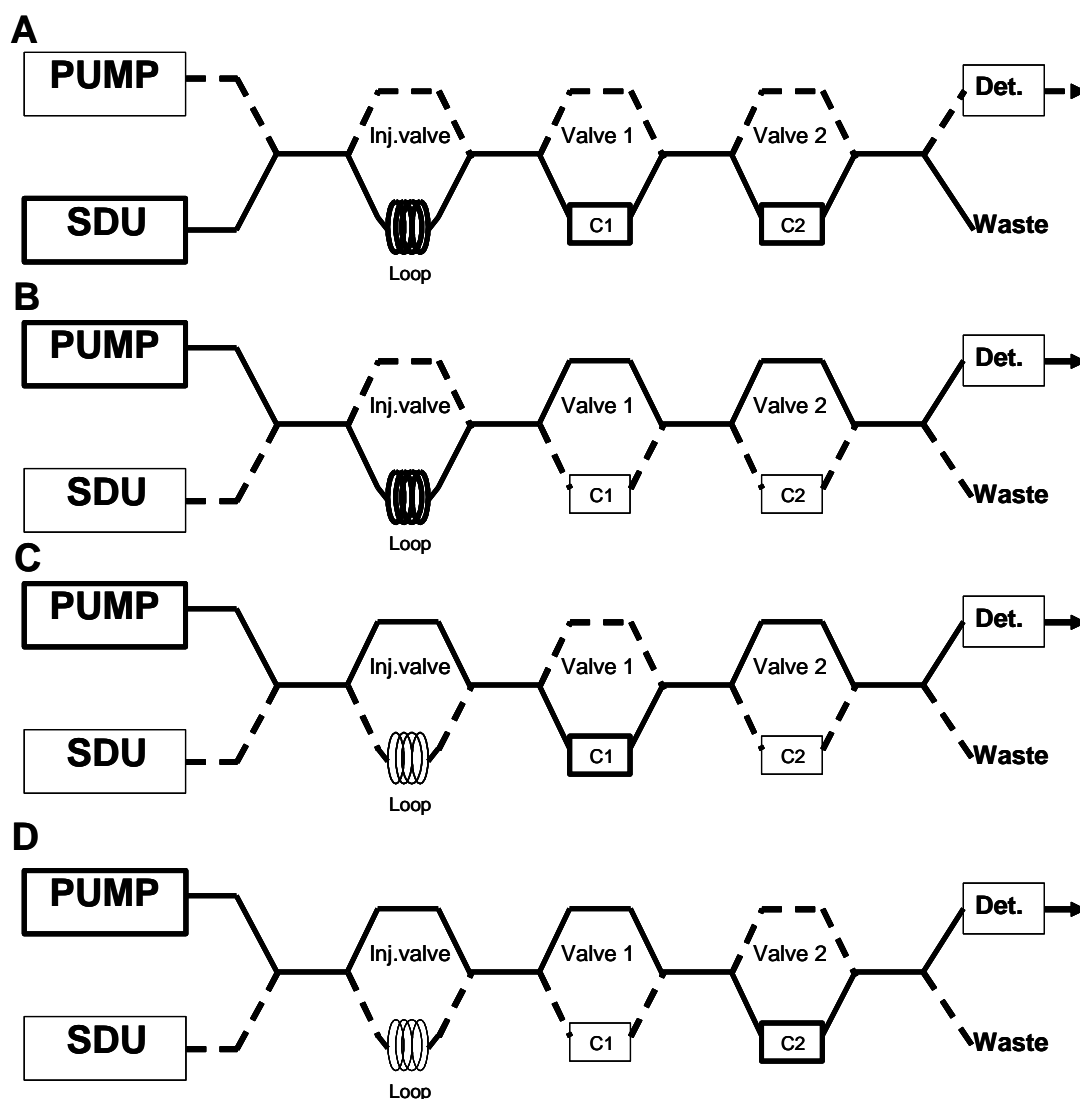 A
PUMP
Det.
Inj.valve
Valve 1
Valve 2
SDU
C1
C2
Waste
Loop
B
PUMP
Det.
Inj.valve
Valve 1
Valve 2
SDU
C1
C2
Waste
Loop
C
PUMP
Det.
Inj.valve
Valve 1
Valve 2
SDU
C1
C2
Waste
Loop
D
PUMP
Det.
Inj.valve
Valve 1
Valve 2
SDU
C1
C2
Waste
Loop